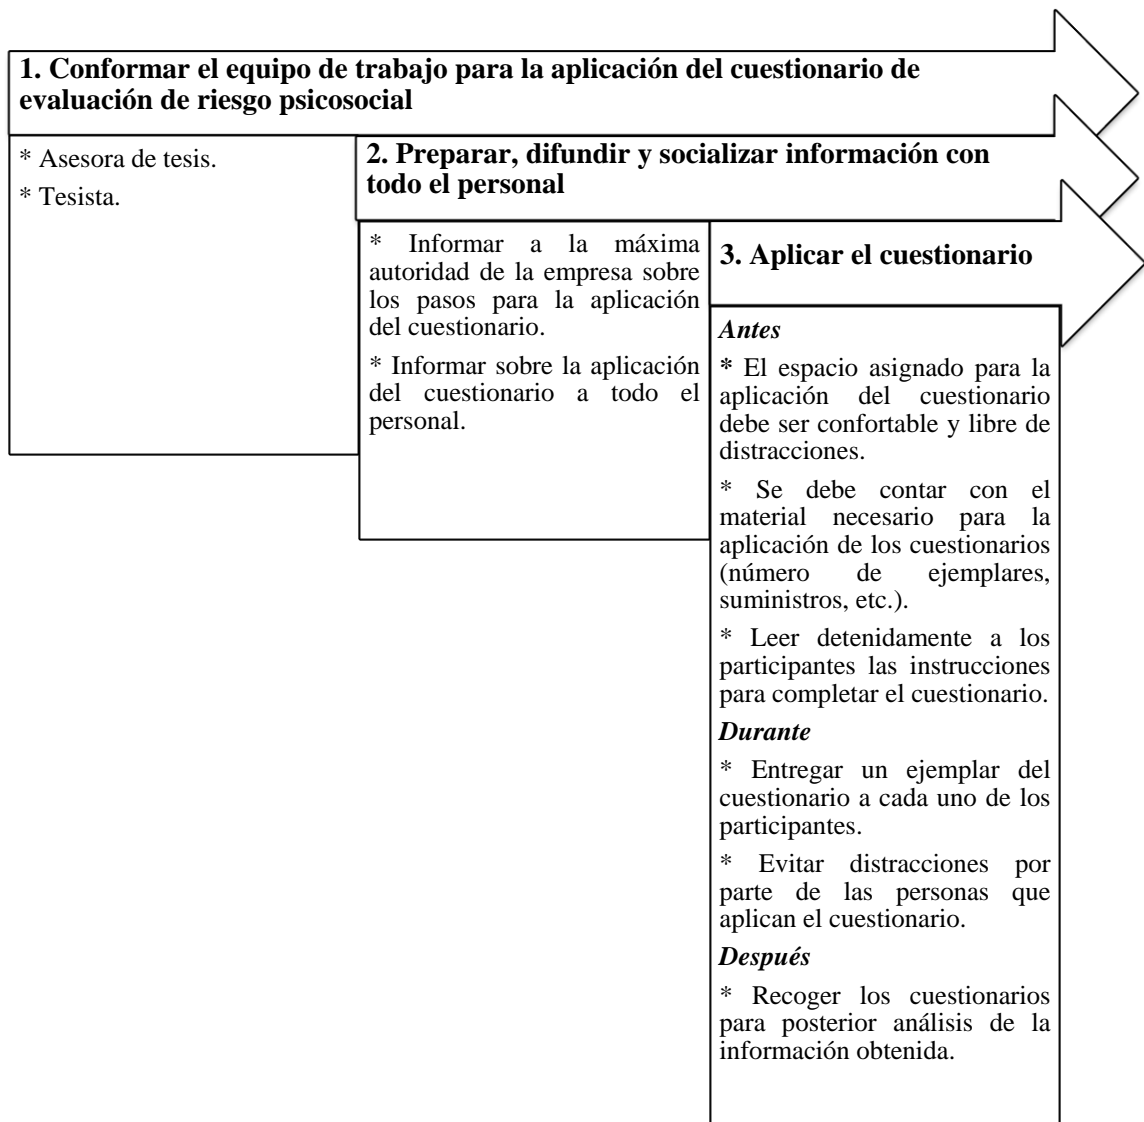 1. Conformar el equipo de trabajo para la aplicación del cuestionario de
evaluación de riesgo psicosocial
* Asesora de tesis.
* Tesista.
2. Preparar, difundir y socializar información con
todo el personal
* Informar a la máxima
autoridad de la empresa sobre
los pasos para la aplicación
del cuestionario.
* Informar sobre la aplicación
del cuestionario a todo el
personal.
3. Aplicar el cuestionario
Antes
* El espacio asignado para la
aplicación del cuestionario
debe ser confortable y libre de
distracciones.
* Se debe contar con el
material necesario para la
aplicación de los cuestionarios
(número de ejemplares,
suministros, etc.).
* Leer detenidamente a los
participantes las instrucciones
para completar el cuestionario.
Durante
* Entregar un ejemplar del
cuestionario a cada uno de los
participantes.
* Evitar distracciones por
parte de las personas que
aplican el cuestionario.
Después
* Recoger los cuestionarios
para posterior análisis de la
información obtenida.